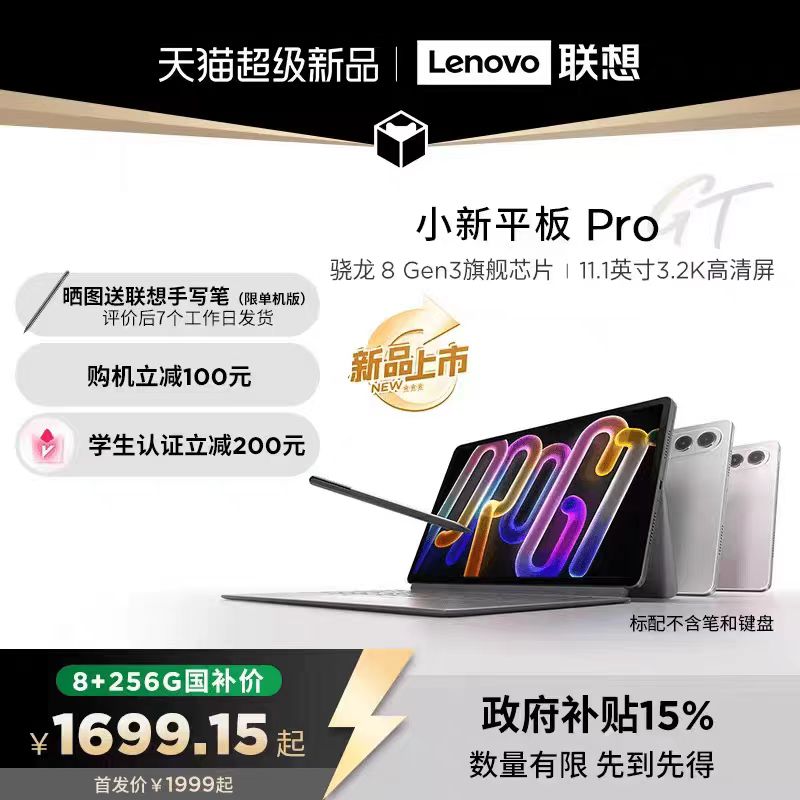 天猫超级新品 | Lenovo 联想
小新平板 Pro GT
骁龙 8 Gen3旗舰芯片 | 11.1英寸3.2K高清屏
晒图送联想手写笔（限单机版）
评价后7个工作日发货
购机立减100元
学生认证立减200元
新品上市
NEW
标配不含笔和键盘
8+256G国补价
¥1699.15起
首发价¥1999起
政府补贴15%
数量有限 先到先得